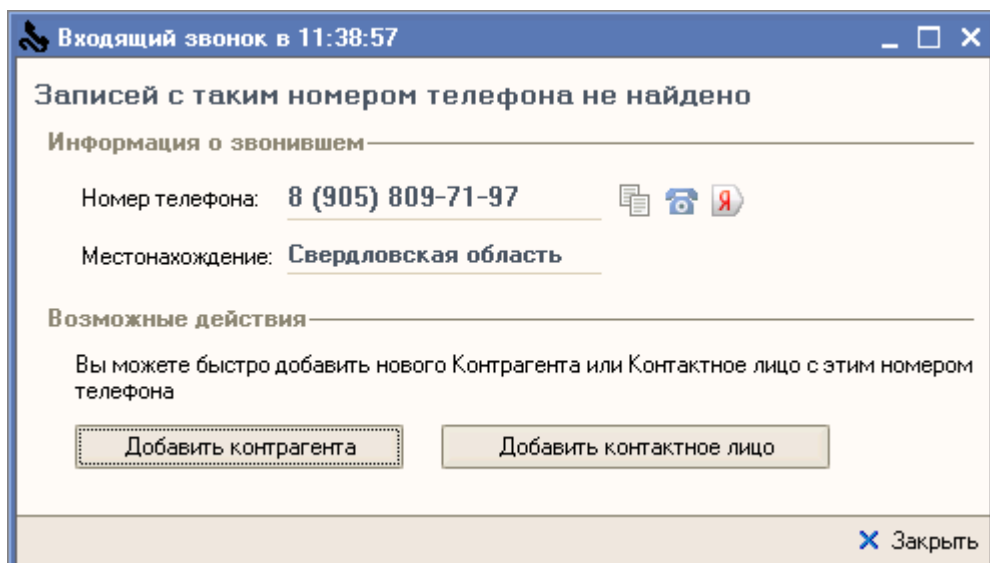 Входящий звонок в 11:38:57
Записей с таким номером телефона не найдено
Информация о звонившем
Номер телефона: 8 (905) 809-71-97 Я
Местонахождение: Свердловская область
Возможные действия
Вы можете быстро добавить нового Контрагента или Контактное лицо с этим номером
телефона
Добавить контрагента Добавить контактное лицо
Закрыть